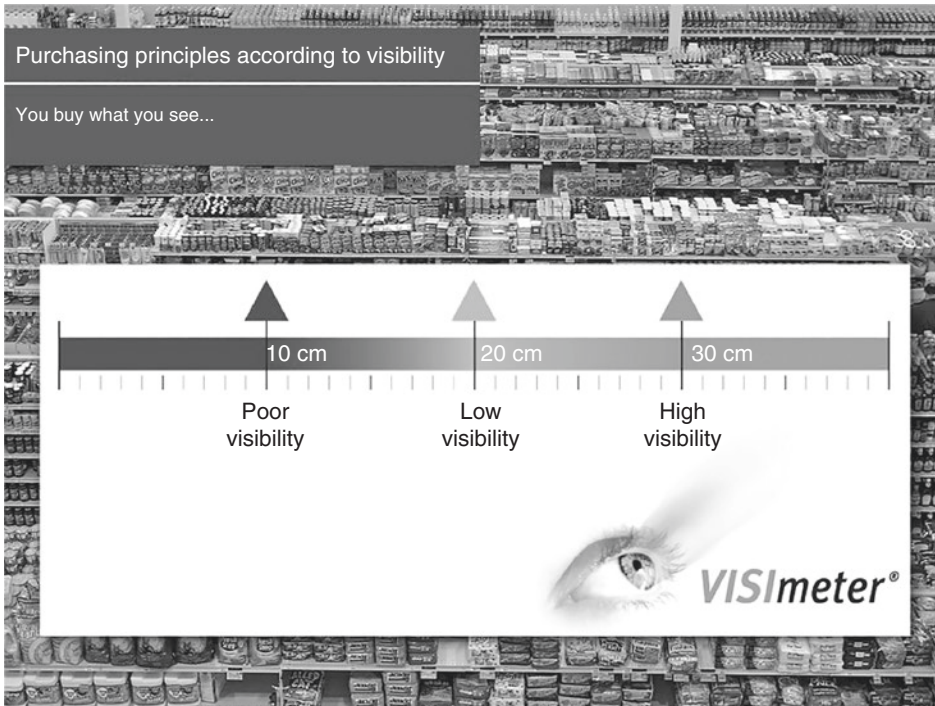 Purchasing principles according to visibility
You buy what you see...
10 cm 20 cm 30 cm
Poor visibility
Low visibility
High visibility
VISImeter®